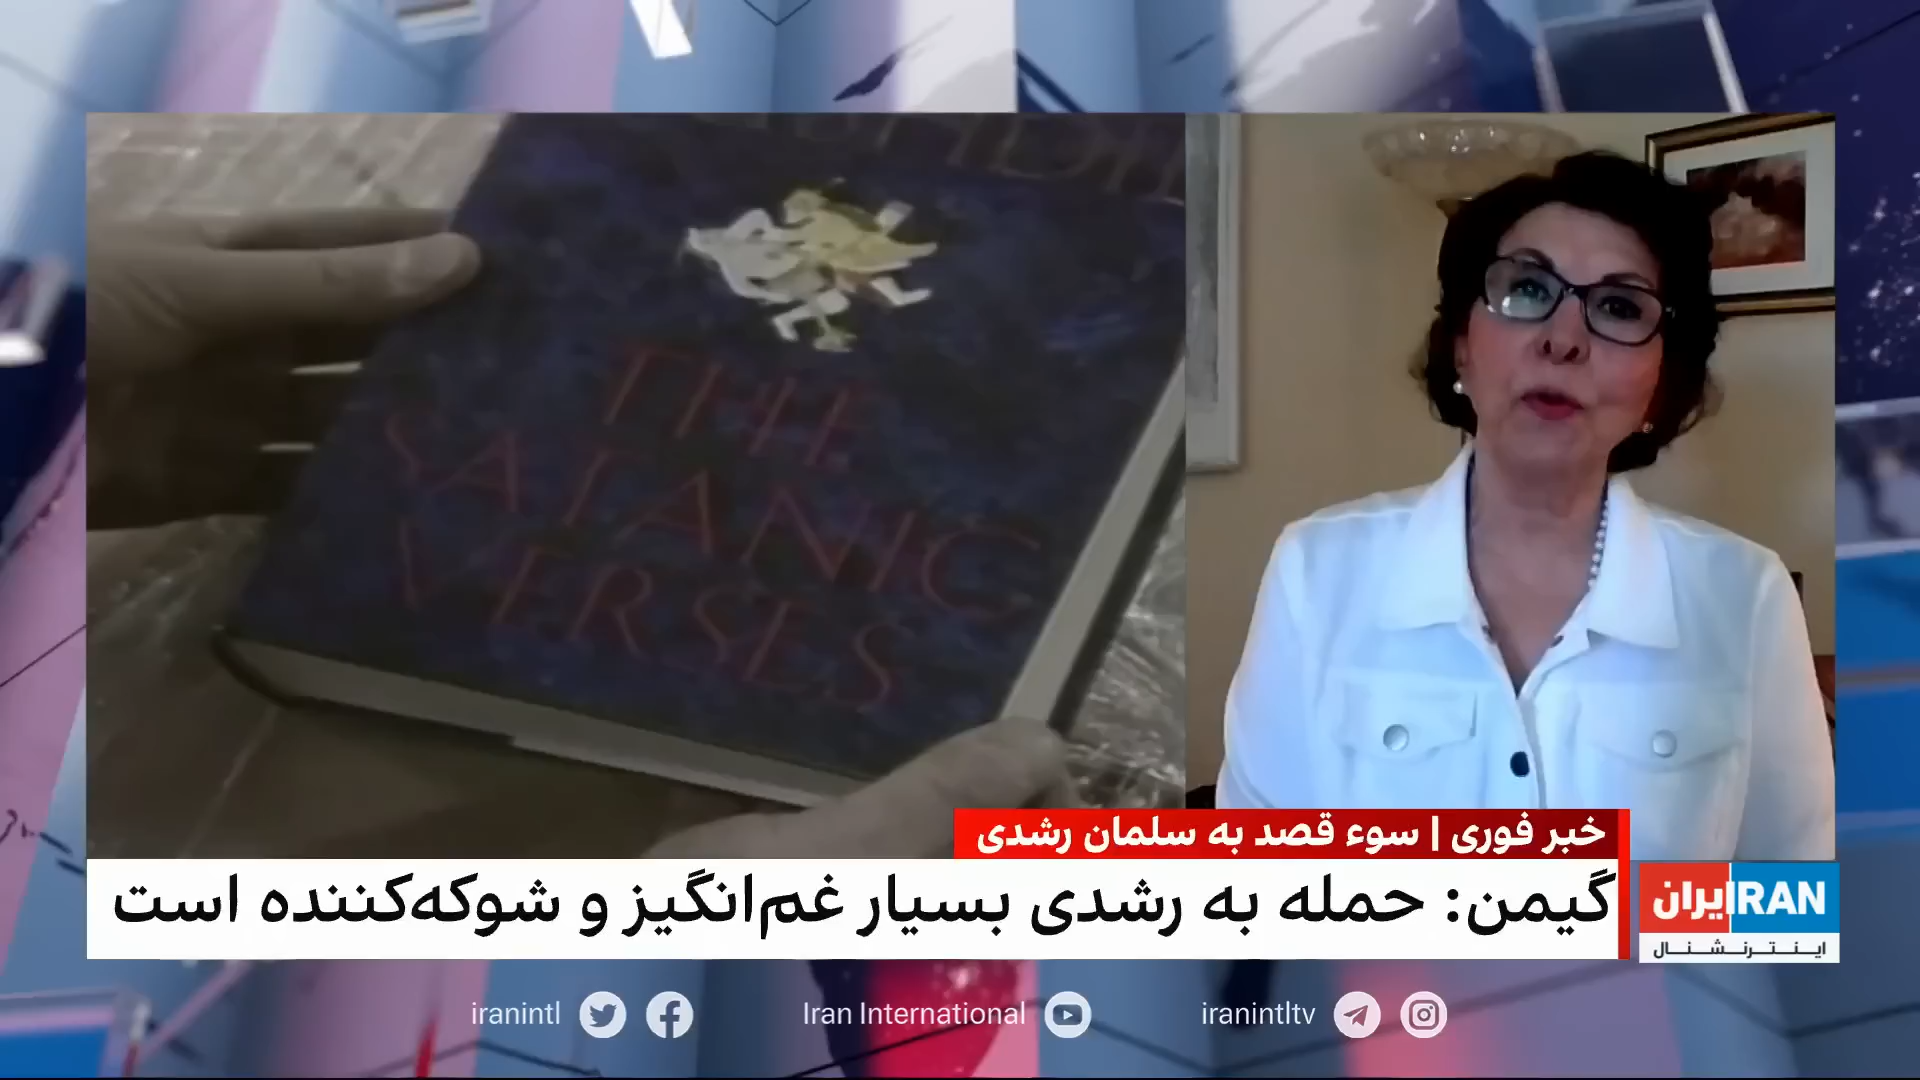 THE
SATANIC
VERSES
خبر فوری | سوء قصد به سلمان رشدی
گیمن: حمله به رشدی بسیار غم‌انگیز و شوکه‌کننده است
ایران IRAN
اینترنشنال
iranintl
Iran International
iranintltv